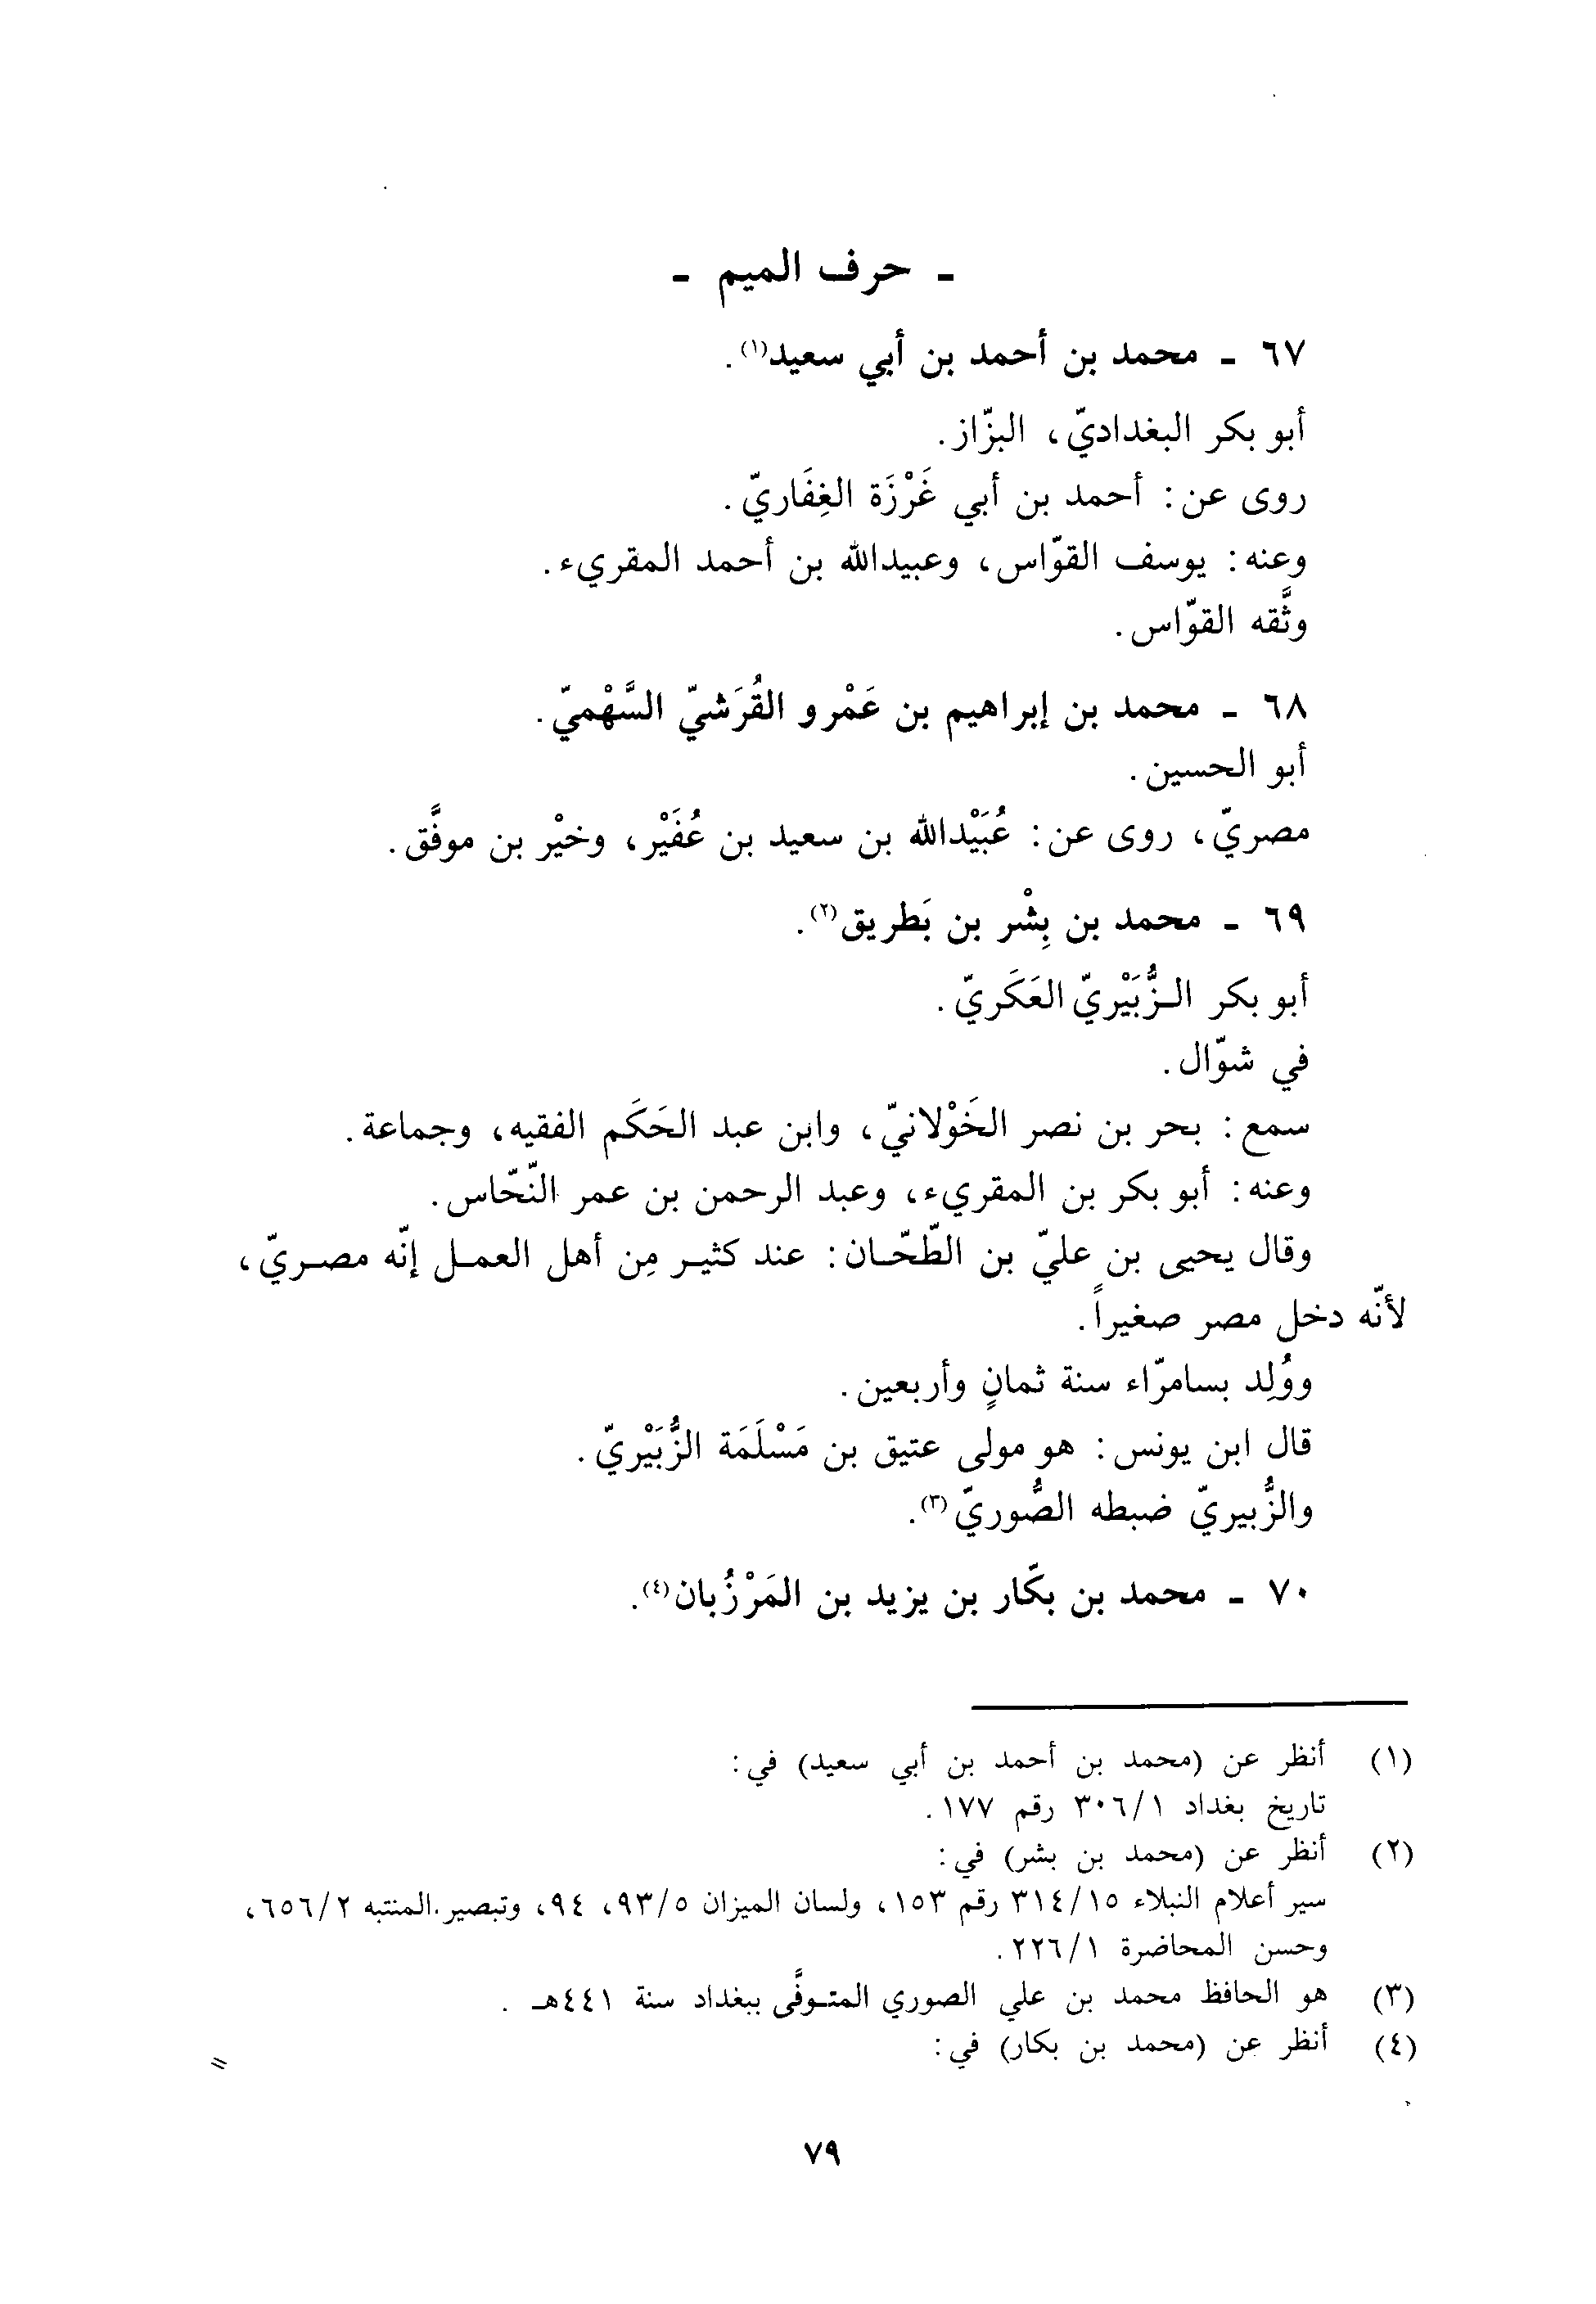 ـ حرف الميم ـ
٦٧ ـ محمد بن أحمد بن أبي سعيد(١).
أبو بكر البغداديّ، البزّاز.
روى عن: أحمد بن أبي غَرْزَة الغِفَاريّ.
وعنه: يوسف القوّاس، وعبيدالله بن أحمد المقريء.
وثَّقه القوّاس.
٦٨ ـ محمد بن إبراهيم بن عَمْرو القُرَشيّ السَّهْميّ.
أبو الحسين.
مصريّ، روى عن: عُبَيْدالله بن سعيد بن عُفَيْر، وخيْر بن موفَّق.
٦٩ ـ محمد بن بِشْر بن بَطريق(٢).
أبو بكر الـزُّبَيْريّ العَكَريّ.
في شوّال.
سمع: بحر بن نصر الخَوْلانيّ، وابن عبد الحَكَم الفقيه، وجماعة.
وعنه: أبو بكر بن المقريء، وعبد الرحمن بن عمر النّحّاس.
وقال يحيى بن عليّ بن الطّحّـان: عند كثيـر مِن أهل العمـل إنّه مصـريّ،
لأنّه دخل مصر صغيراً.
ووُلِد بسامرّاء سنة ثمانٍ وأربعين.
قال ابن يونس: هو مولى عتيق بن مَسْلَمَة الزُّبَيْريّ.
والزُّبيريّ ضبطه الصُّوريّ(٣).
٧٠ ـ محمد بن بكّار بن يزيد بن المَرْزُبان(٤).
(١) أنظر عن (محمد بن أحمد بن أبي سعيد) في:
تاريخ بغداد ٣٠٦/١ رقم ١٧٧.
(٢) أنظر عن (محمد بن بشر) في:
سير أعلام النبلاء ٣١٤/١٥ رقم ١٥٣، ولسان الميزان ٩٣/٥، ٩٤، وتبصير المنتبه ٦٥٦/٢،
وحسن المحاضرة ٢٢٦/١.
(٣) هو الحافظ محمد بن علي الصوري المتـوفَّى ببغداد سنة ٤٤١هـ .
(٤) أنظر عن (محمد بن بكار) في:
=
٧٩